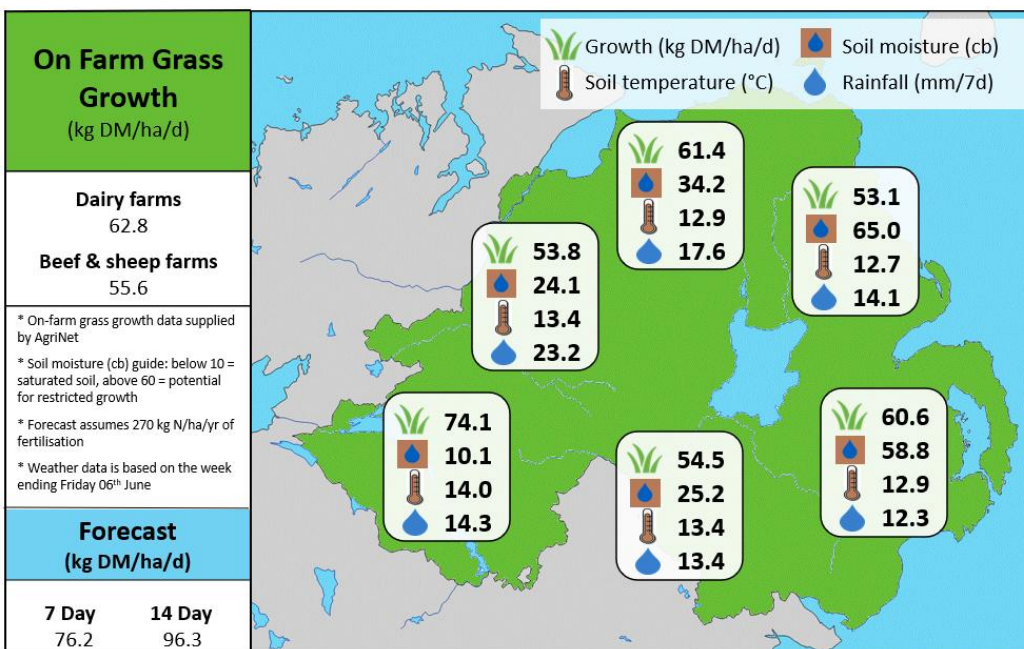 On Farm Grass
Growth
(kg DM/ha/d)
Dairy farms
62.8
Beef & sheep farms
55.6
* On-farm grass growth data supplied
by AgriNet
* Soil moisture (cb) guide: below 10 =
saturated soil, above 60 = potential
for restricted growth
* Forecast assumes 270 kg N/ha/yr of
fertilisation
* Weather data is based on the week
ending Friday 06th June
Forecast
(kg DM/ha/d)
7 Day 14 Day
76.2 96.3
Growth (kg DM/ha/d) Soil moisture (cb)
Soil temperature (°C) Rainfall (mm/7d)
61.4
34.2
12.9
17.6
53.1
65.0
12.7
14.1
53.8
24.1
13.4
23.2
74.1
10.1
14.0
14.3
54.5
25.2
13.4
13.4
60.6
58.8
12.9
12.3